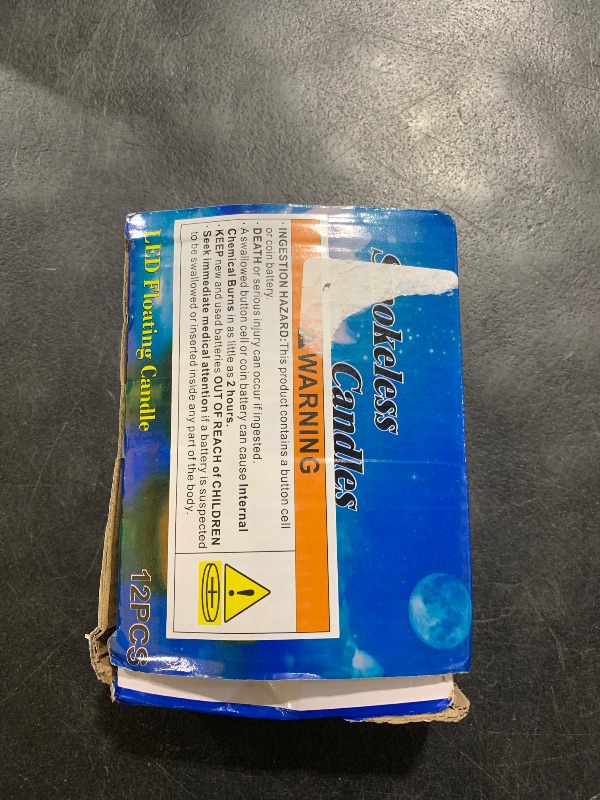 Smokeless
Candles
WARNING
· INGESTION HAZARD: This product contains a button cell
or coin battery.
· DEATH or serious injury can occur if ingested.
· A swallowed button cell or coin battery can cause Internal
Chemical Burns in as little as 2 hours.
· KEEP new and used batteries OUT OF REACH of CHILDREN
· Seek immediate medical attention if a battery is suspected
to be swallowed or inserted inside any part of the body.
LED Floating Candle
12PCS